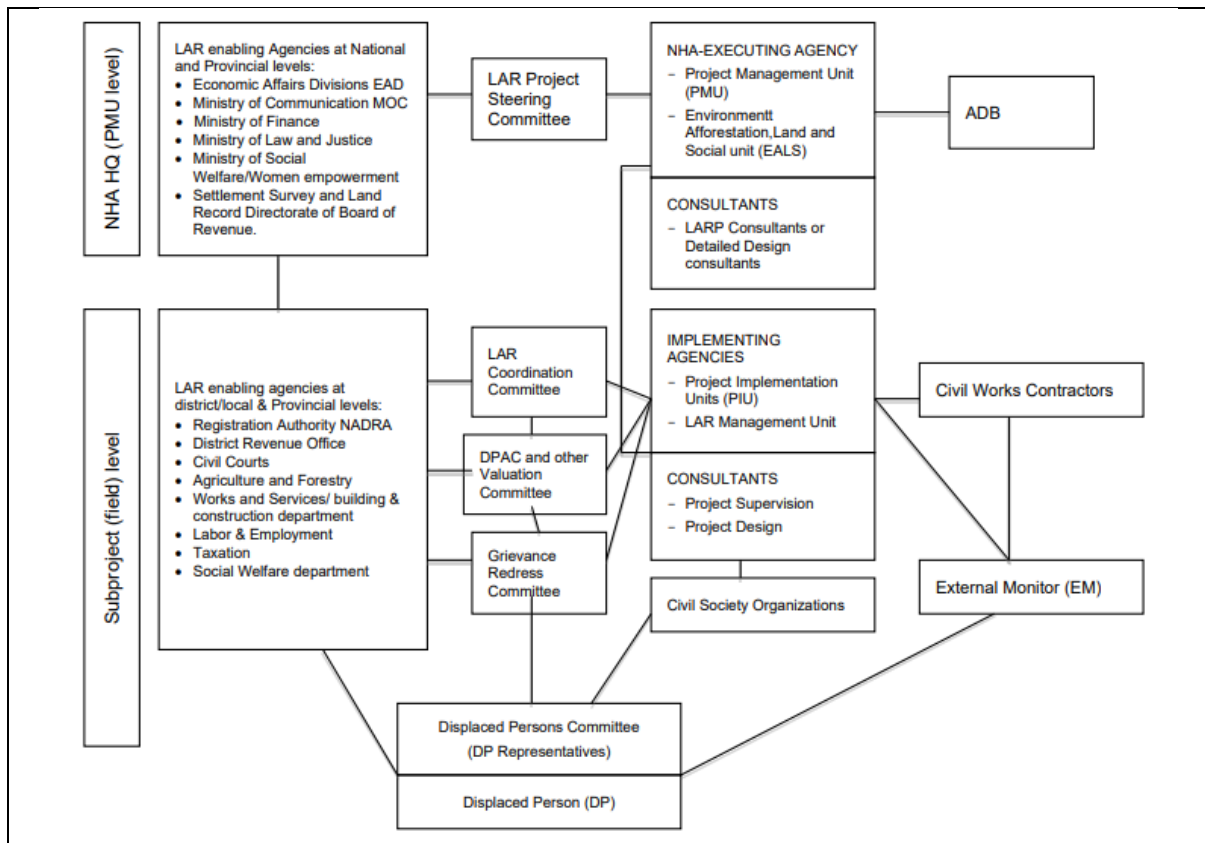 NHA HQ (PMU level)
LAR enabling Agencies at National
and Provincial levels:
• Economic Affairs Divisions EAD
• Ministry of Communication MOC
• Ministry of Finance
• Ministry of Law and Justice
• Ministry of Social
Welfare/Women empowerment
• Settlement Survey and Land
Record Directorate of Board of
Revenue.
LAR Project
Steering
Committee
NHA-EXECUTING AGENCY
− Project Management Unit
(PMU)
− Environmentt
Afforestation,Land and
Social unit (EALS)
CONSULTANTS
− LARP Consultants or
Detailed Design
consultants
ADB
Subproject (field) level
LAR enabling agencies at
district/local & Provincial levels:
• Registration Authority NADRA
• District Revenue Office
• Civil Courts
• Agriculture and Forestry
• Works and Services/ building &
construction department
• Labor & Employment
• Taxation
• Social Welfare department
LAR
Coordination
Committee
DPAC and other
Valuation
Committee
Grievance
Redress
Committee
IMPLEMENTING
AGENCIES
− Project Implementation
Units (PIU)
− LAR Management Unit
CONSULTANTS
− Project Supervision
− Project Design
Civil Society Organizations
Civil Works Contractors
External Monitor (EM)
Displaced Persons Committee
(DP Representatives)
Displaced Person (DP)